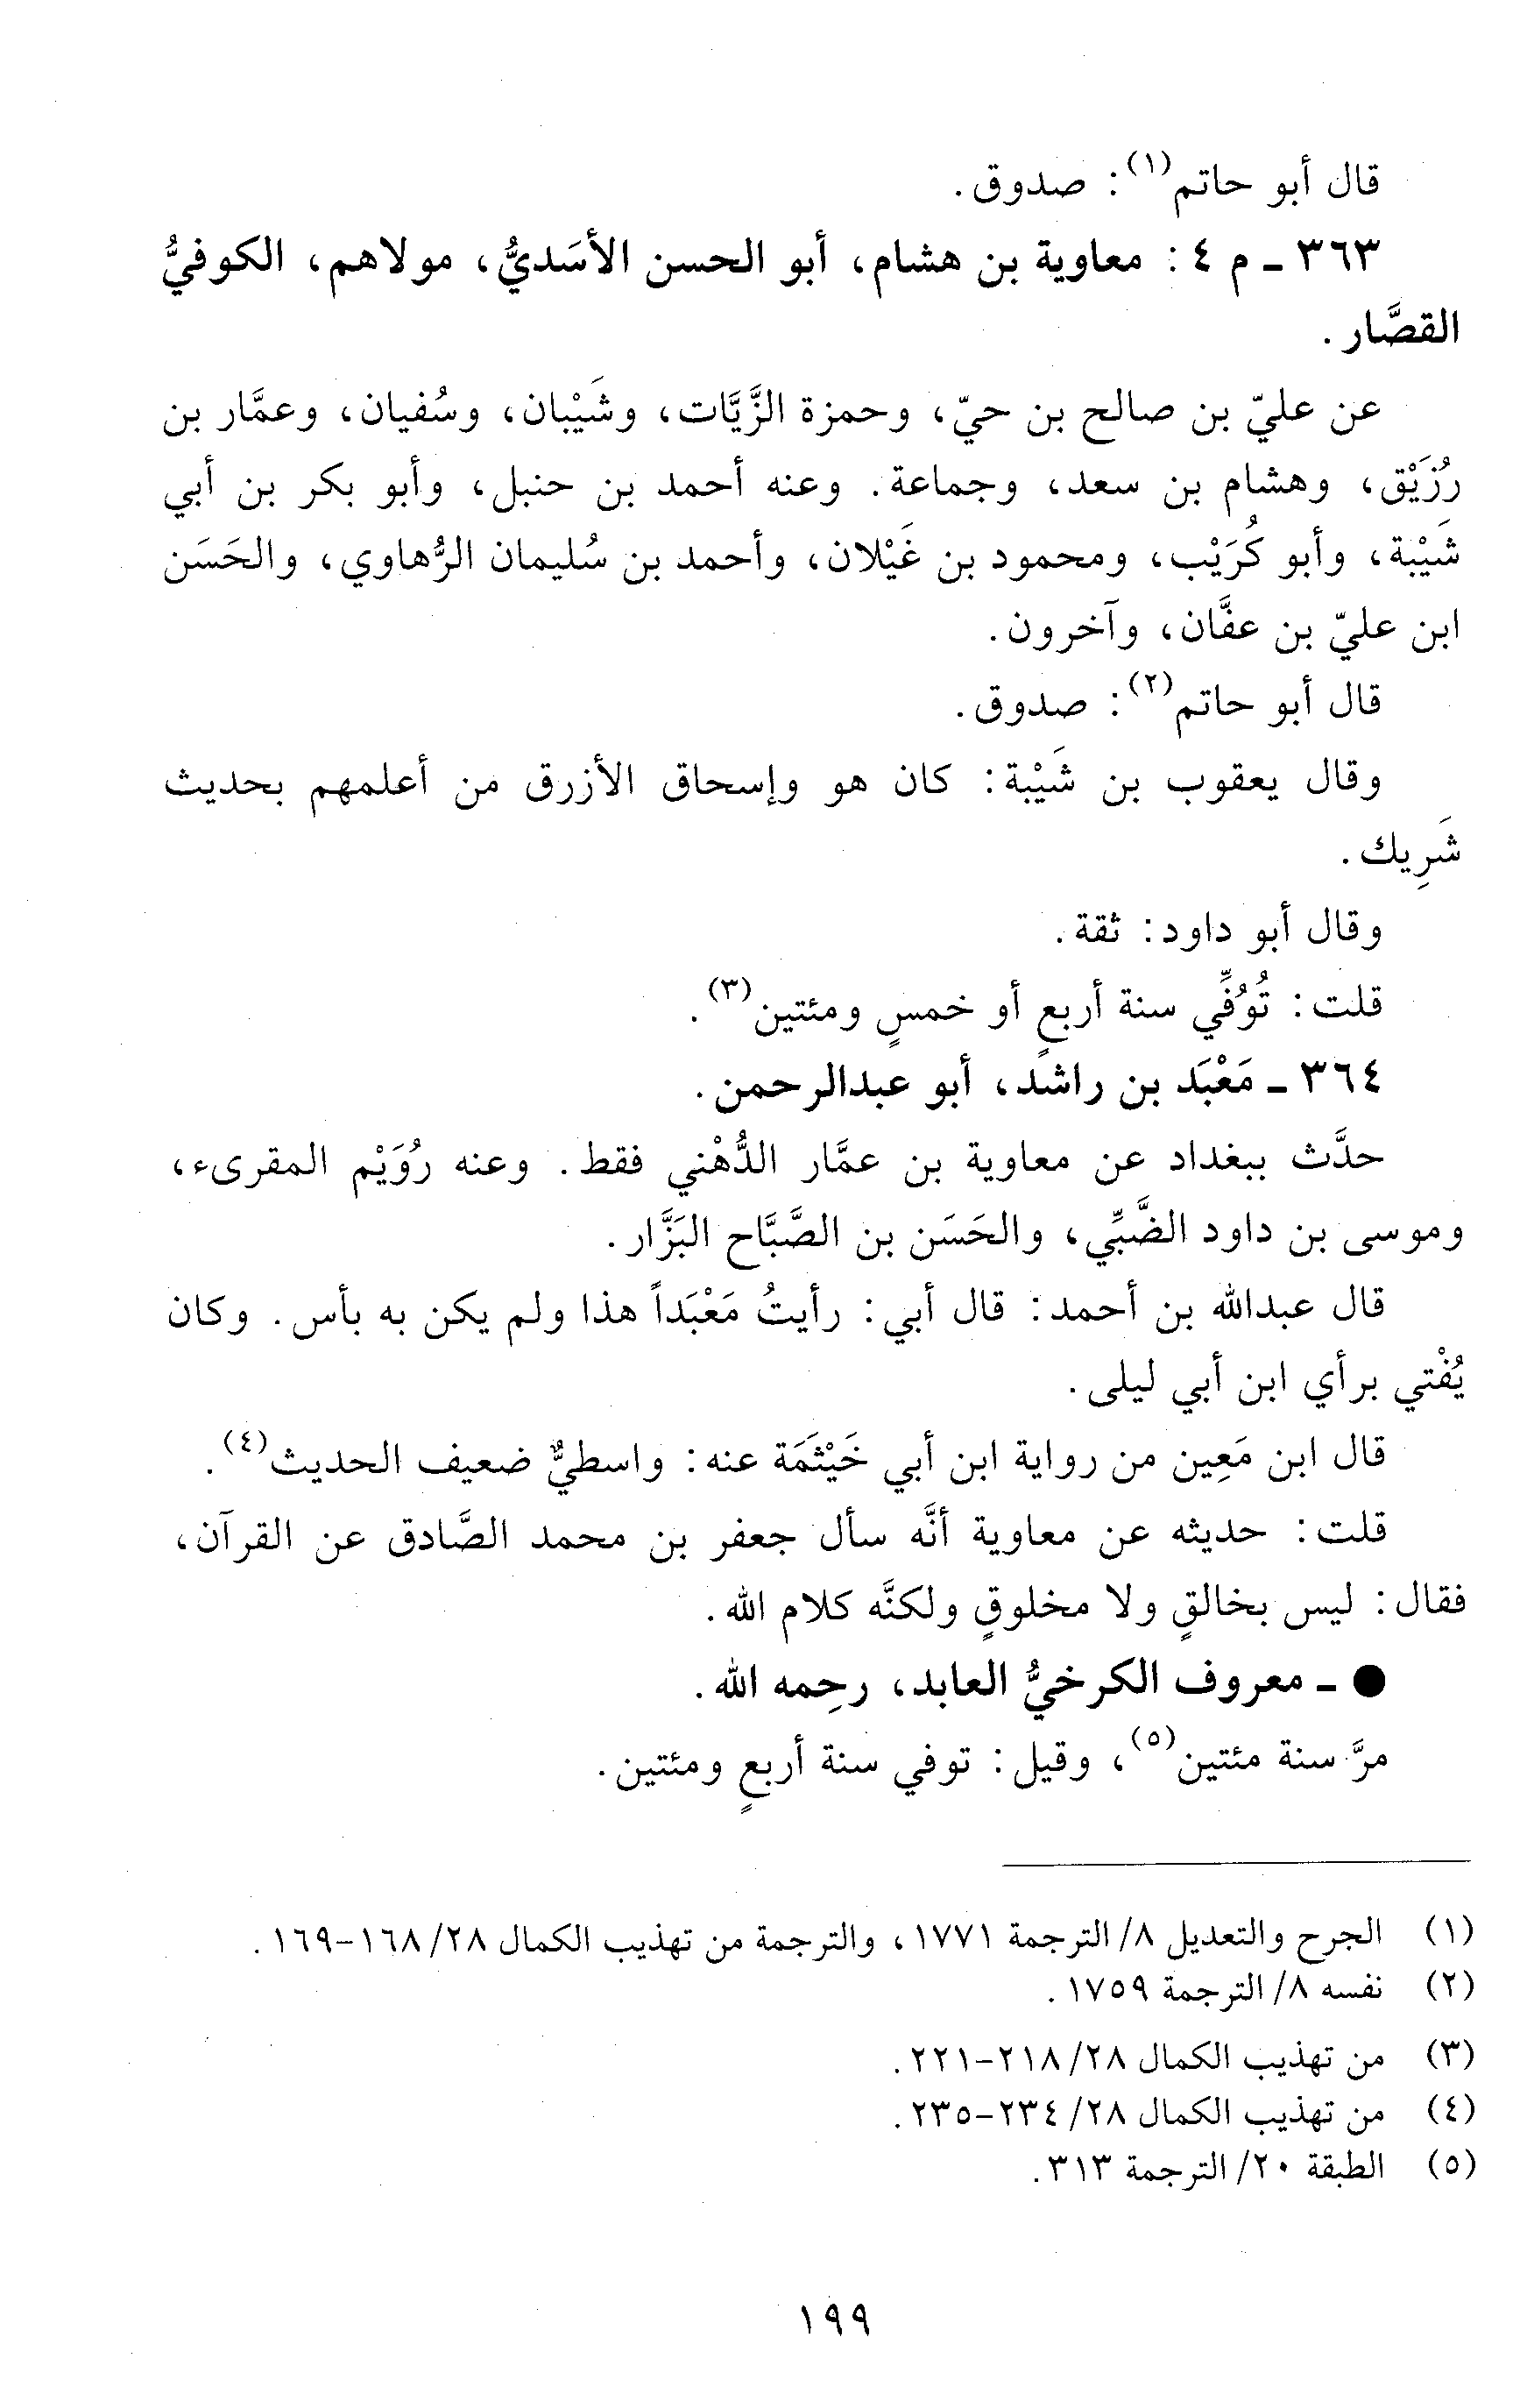 قال أبو حاتم(١): صدوق.
٣٦٣ ـ م ٤: معاوية بن هشام، أبو الحسن الأسَديُّ، مولاهم، الكوفيُّ
القصَّار.
عن عليّ بن صالح بن حيّ، وحمزة الزَّيَّات، وشَيْبان، وسُفيان، وعمَّار بن
رُزَيْق، وهشام بن سعد، وجماعة. وعنه أحمد بن حنبل، وأبو بكر بن أبي
شَيْبة، وأبو كُرَيْب، ومحمود بن غَيْلان، وأحمد بن سُليمان الرُّهاوي، والحَسَن
ابن عليّ بن عفَّان، وآخرون.
قال أبو حاتم(٢): صدوق.
وقال يعقوب بن شَيْبة: كان هو وإسحاق الأزرق من أعلمهم بحديث
شَرِيك.
وقال أبو داود: ثقة.
قلت: تُوُفِّي سنة أربعٍ أو خمسٍ ومئتين(٣).
٣٦٤ ـ مَعْبَد بن راشد، أبو عبدالرحمن.
حدَّث ببغداد عن معاوية بن عمَّار الدُّهْني فقط. وعنه رُوَيْم المقرىء،
وموسى بن داود الضَّبِّي، والحَسَن بن الصَّبَّاح البَزَّار.
قال عبدالله بن أحمد: قال أبي: رأيتُ مَعْبَداً هذا ولم يكن به بأس. وكان
يُفْتي برأي ابن أبي ليلى.
قال ابن مَعِين من رواية ابن أبي خَيْثَمَة عنه: واسطيٌّ ضعيف الحديث(٤).
قلت: حديثه عن معاوية أنَّه سأل جعفر بن محمد الصَّادق عن القرآن،
فقال: ليس بخالقٍ ولا مخلوقٍ ولكنَّه كلام الله.
● ـ معروف الكرخيُّ العابد، رحِمه الله.
مرَّ سنة مئتين(٥)، وقيل: توفي سنة أربعٍ ومئتين.
(١) الجرح والتعديل ٨/ الترجمة ١٧٧١، والترجمة من تهذيب الكمال ٢٨/ ١٦٨-١٦٩.
(٢) نفسه ٨/ الترجمة ١٧٥٩.
(٣) من تهذيب الكمال ٢٨/ ٢١٨-٢٢١.
(٤) من تهذيب الكمال ٢٨/ ٢٣٤-٢٣٥.
(٥) الطبقة ٢٠/ الترجمة ٣١٣.
١٩٩